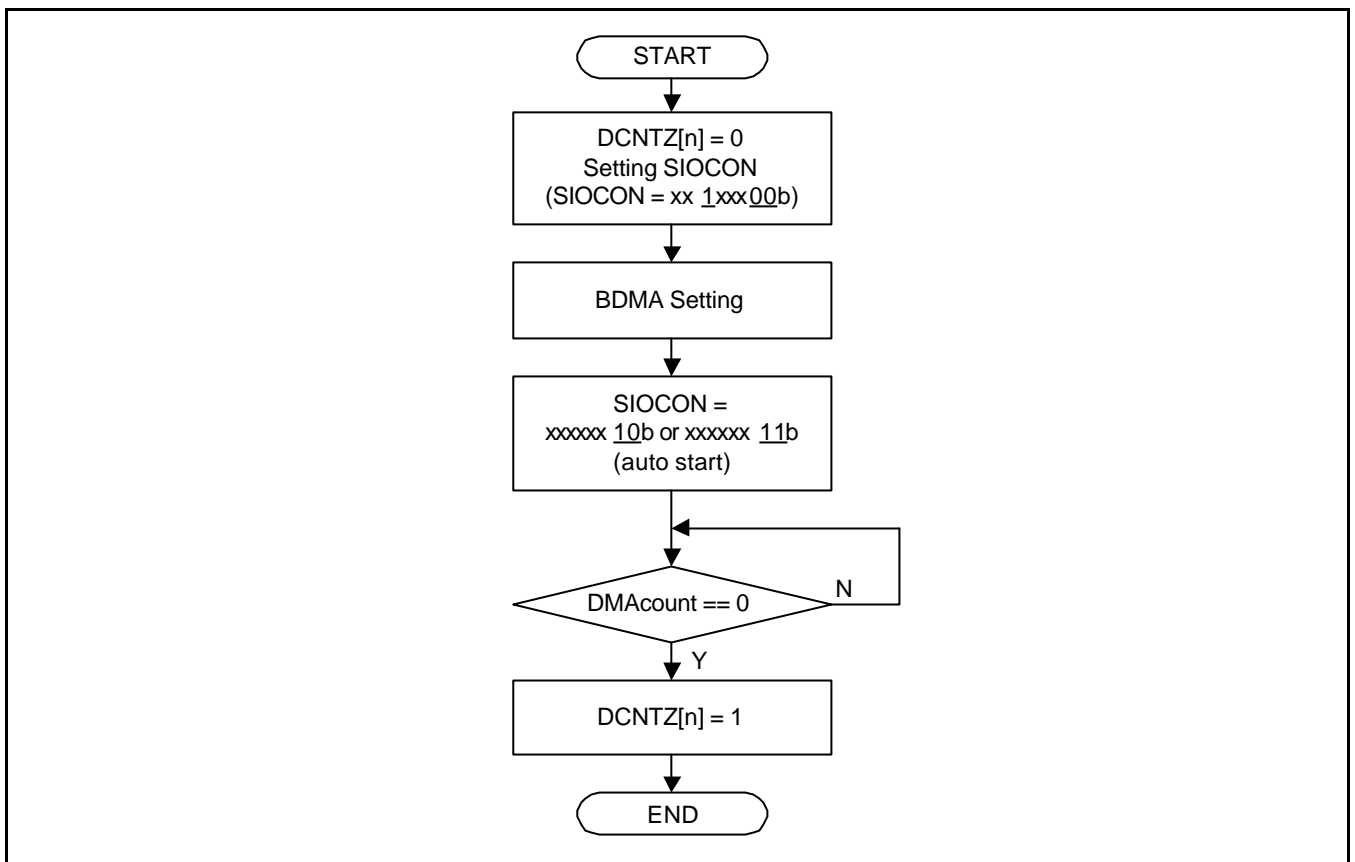 START
DCNTZ[n] = 0
Setting SIOCON
(SIOCON = xx 1xxx00b)
BDMA Setting
SIOCON =
xxxxxx 10b or xxxxxx 11b
(auto start)
DMAcount == 0
N
Y
DCNTZ[n] = 1
END